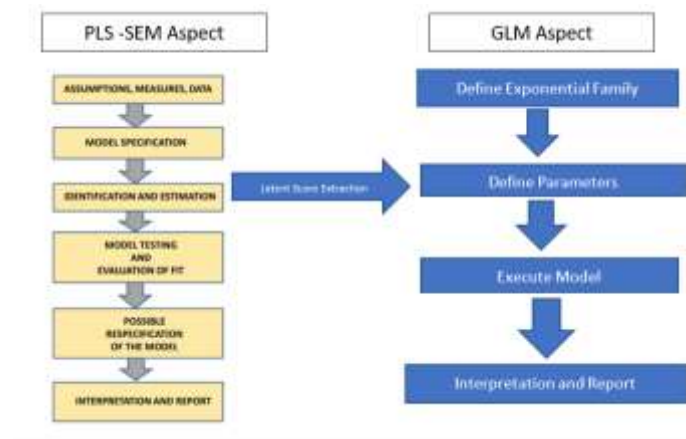 PLS -SEM Aspect
GLM Aspect
ASSUMPTIONS, MEASURES, DATA
MODEL SPECIFICATION
IDENTIFICATION AND ESTIMATION
MODEL TESTING
AND
EVALUATION OF FIT
POSSIBLE
RESPECIFICATION
OF THE MODEL
INTERPRETATION AND REPORT
Latent Score Extraction
Define Exponential Family
Define Parameters
Execute Model
Interpretation and Report